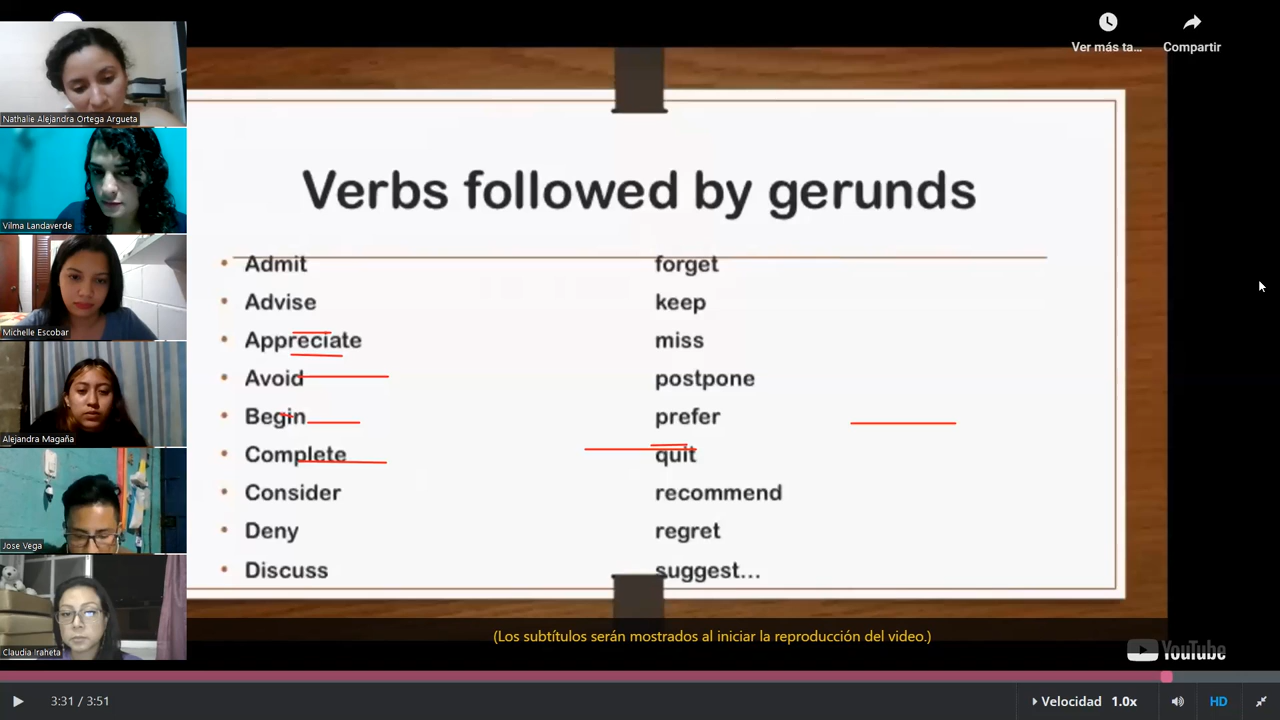 Ver más ta...
Compartir
Nathalie Alejandra Ortega Argueta
Vilma Landaverde
Michelle Escobar
Alejandra Magaña
Jose Vega
Claudia Iraheta
Verbs followed by gerunds
• Admit
• Advise
• Appreciate
• Avoid
• Begin
• Complete
• Consider
• Deny
• Discuss
forget
keep
miss
postpone
prefer
quit
recommend
regret
suggest...
(Los subtítulos serán mostrados al iniciar la reproducción del video.)
YouTube
3:31 / 3:51
Velocidad 1.0x
HD